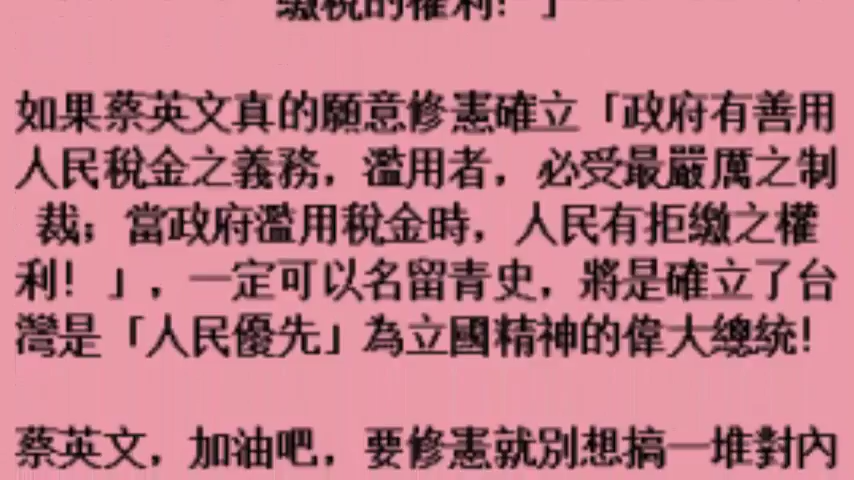 繳稅的權利！」
如果蔡英文真的願意修憲確立「政府有善用
人民稅金之義務，濫用者，必受最嚴厲之制
裁；當政府濫用稅金時，人民有拒繳之權
利！」，一定可以名留青史，將是確立了台
灣是「人民優先」為立國精神的偉大總統！
蔡英文，加油吧，要修憲就別想搞一堆對內